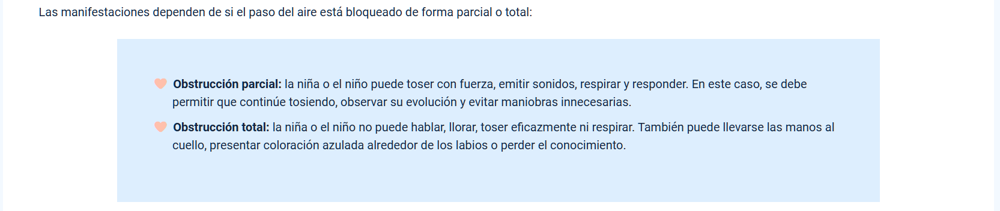 Las manifestaciones dependen de si el paso del aire está bloqueado de forma parcial o total:
Obstrucción parcial: la niña o el niño puede toser con fuerza, emitir sonidos, respirar y responder. En este caso, se debe
permitir que continúe tosiendo, observar su evolución y evitar maniobras innecesarias.
Obstrucción total: la niña o el niño no puede hablar, llorar, toser eficazmente ni respirar. También puede llevarse las manos al
cuello, presentar coloración azulada alrededor de los labios o perder el conocimiento.